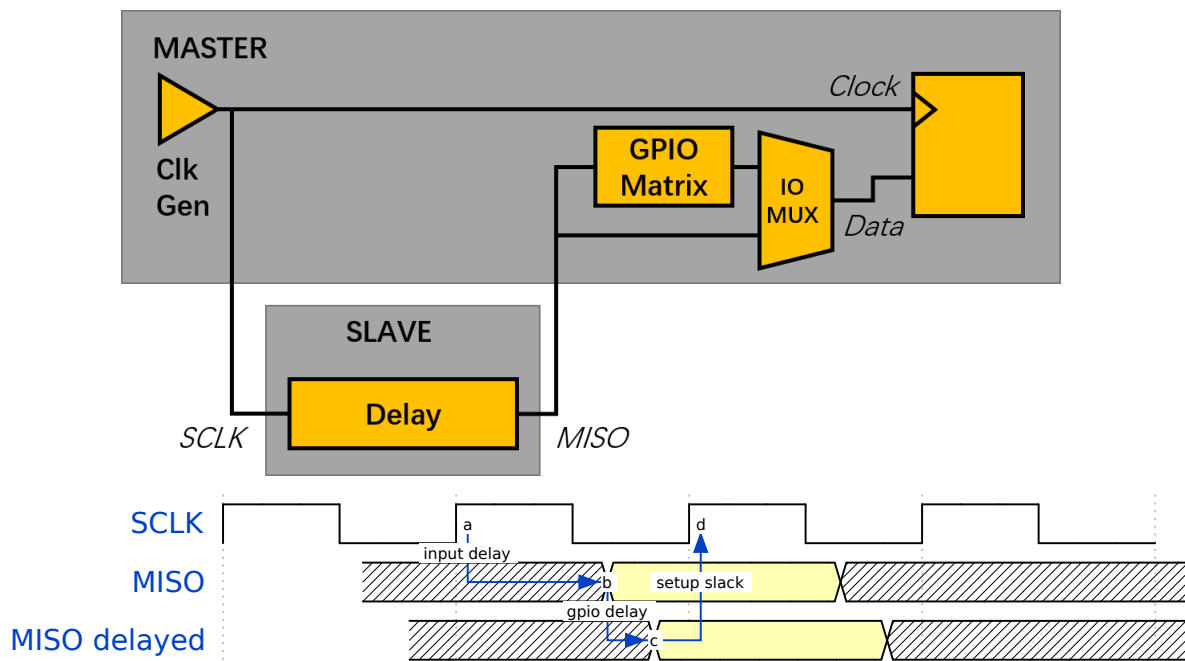 MASTER
Clock
GPIO
Matrix
Clk
Gen
IO
MUX
Data
SLAVE
Delay
SCLK
MISO
SCLK
a
d
input delay
MISO
b
setup slack
gpio delay
MISO delayed
c